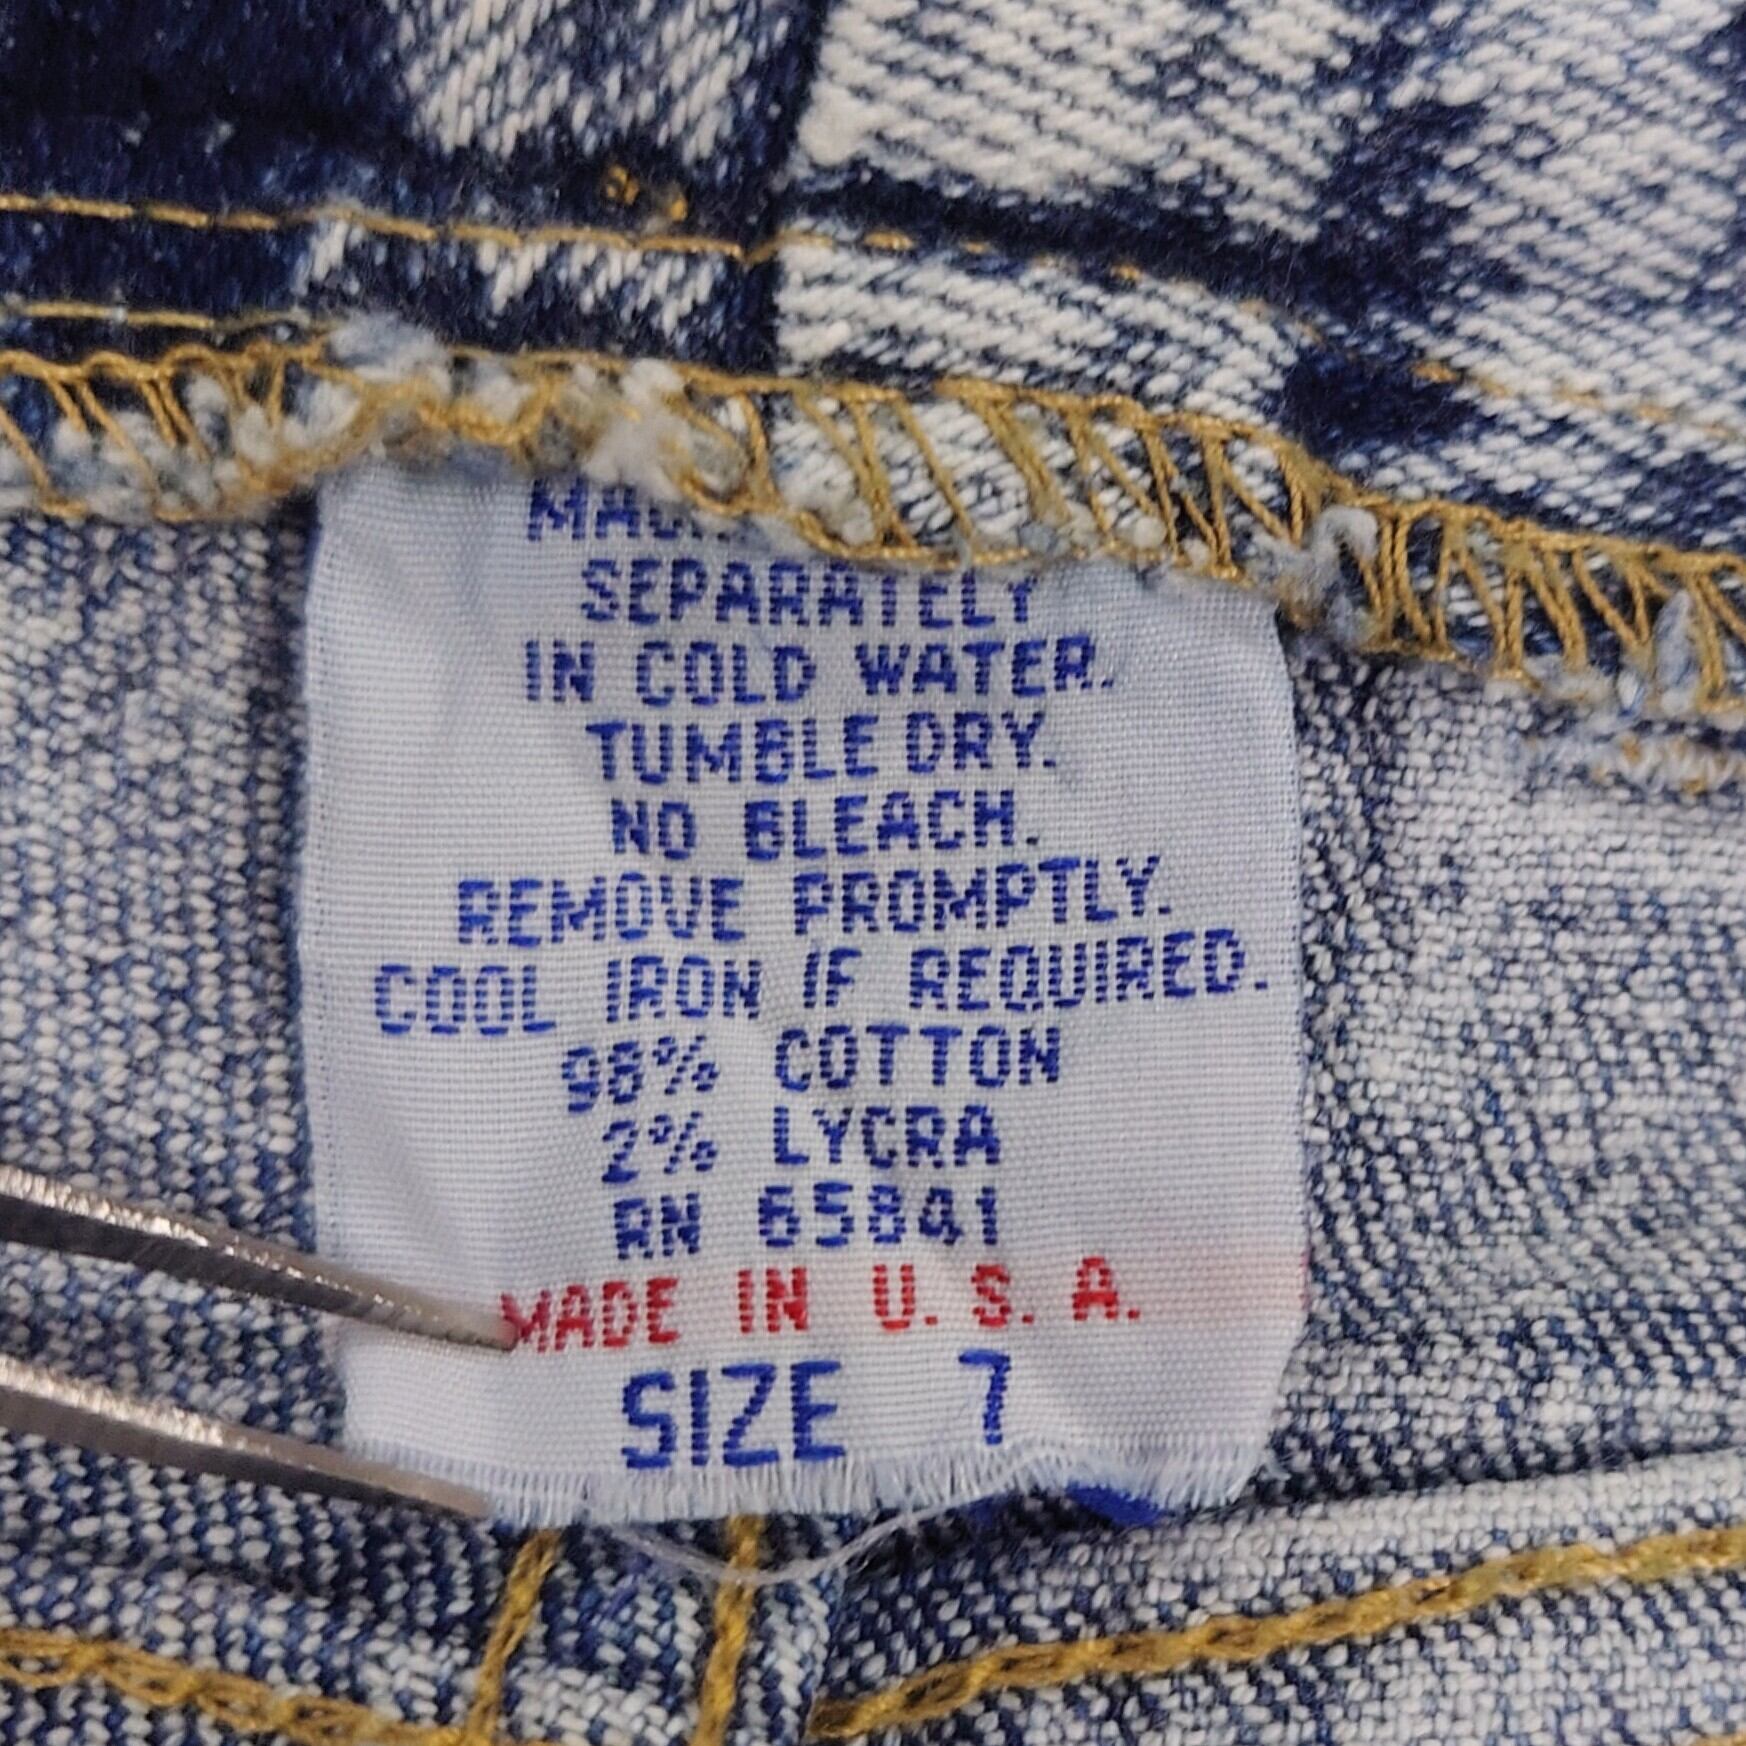 SEPARATELY
IN COLD WATER.
TUMBLE DRY.
NO BLEACH.
REMOVE PROMPTLY.
COOL IRON IF REQUIRED.
98% COTTON
2% LYCRA
RN 65841
MADE IN U. S. A.
SIZE 7